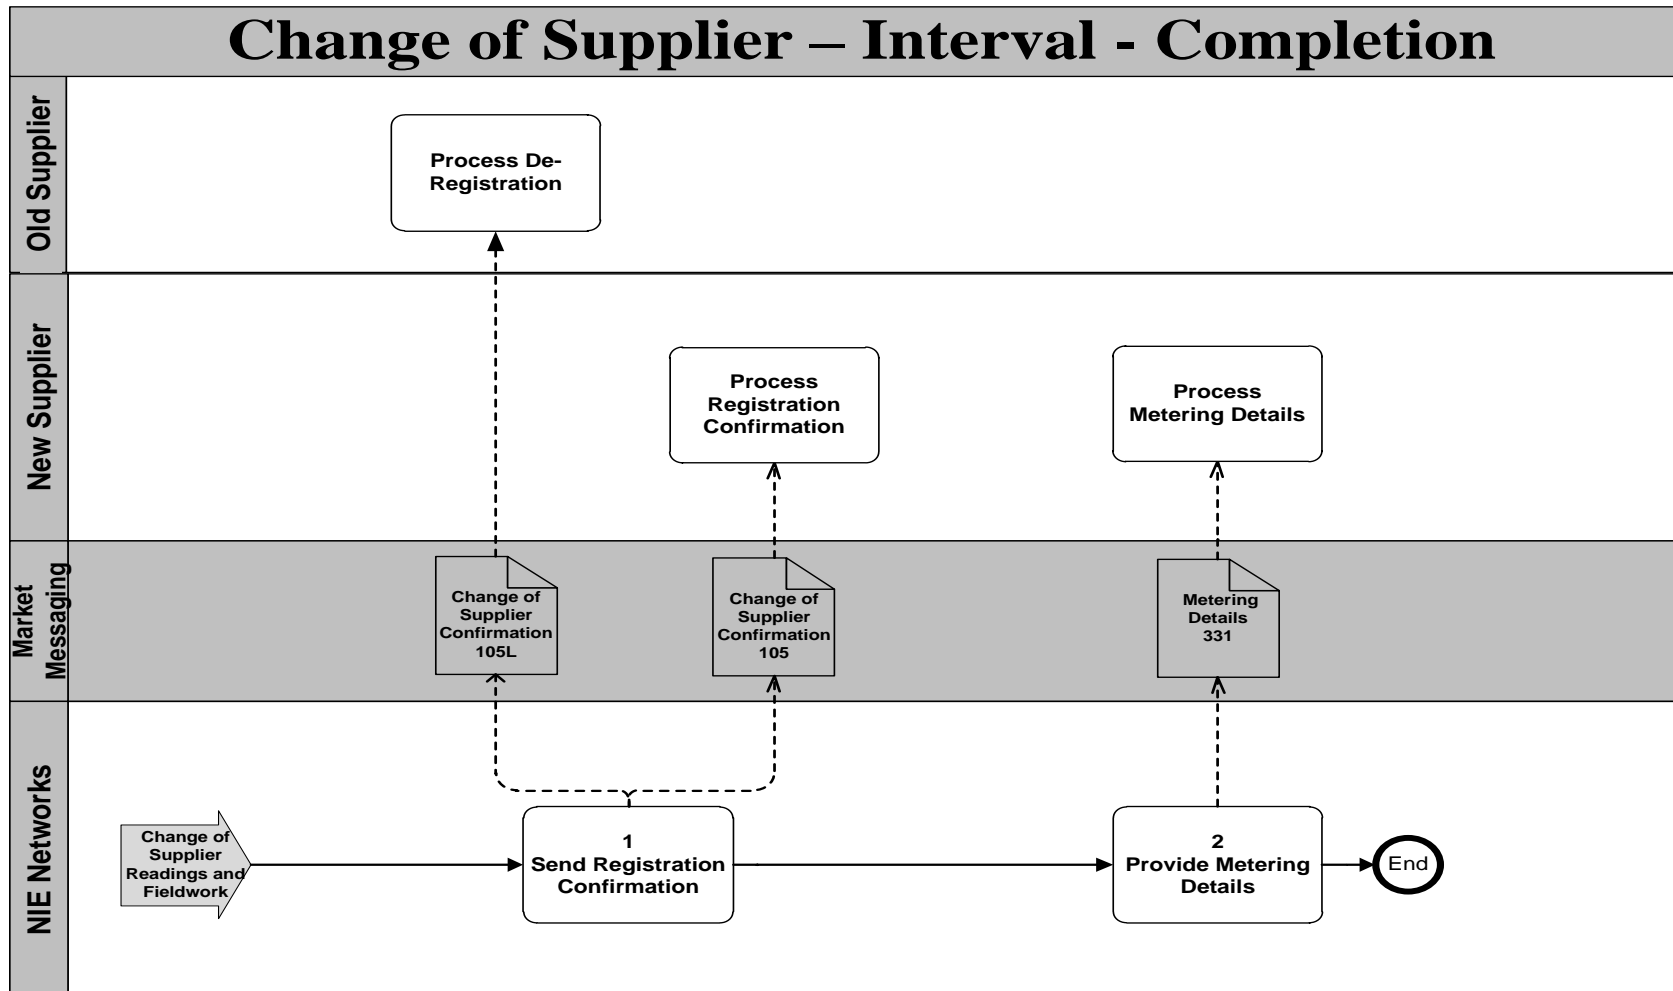 Change of Supplier – Interval - Completion
Old Supplier
Process De-
Registration
New Supplier
Process
Registration
Confirmation
Process
Metering Details
Market
Messaging
Change of
Supplier
Confirmation
105L
Change of
Supplier
Confirmation
105
Metering
Details
331
NIE Networks
Change of
Supplier
Readings and
Fieldwork
1
Send Registration
Confirmation
2
Provide Metering
Details
End